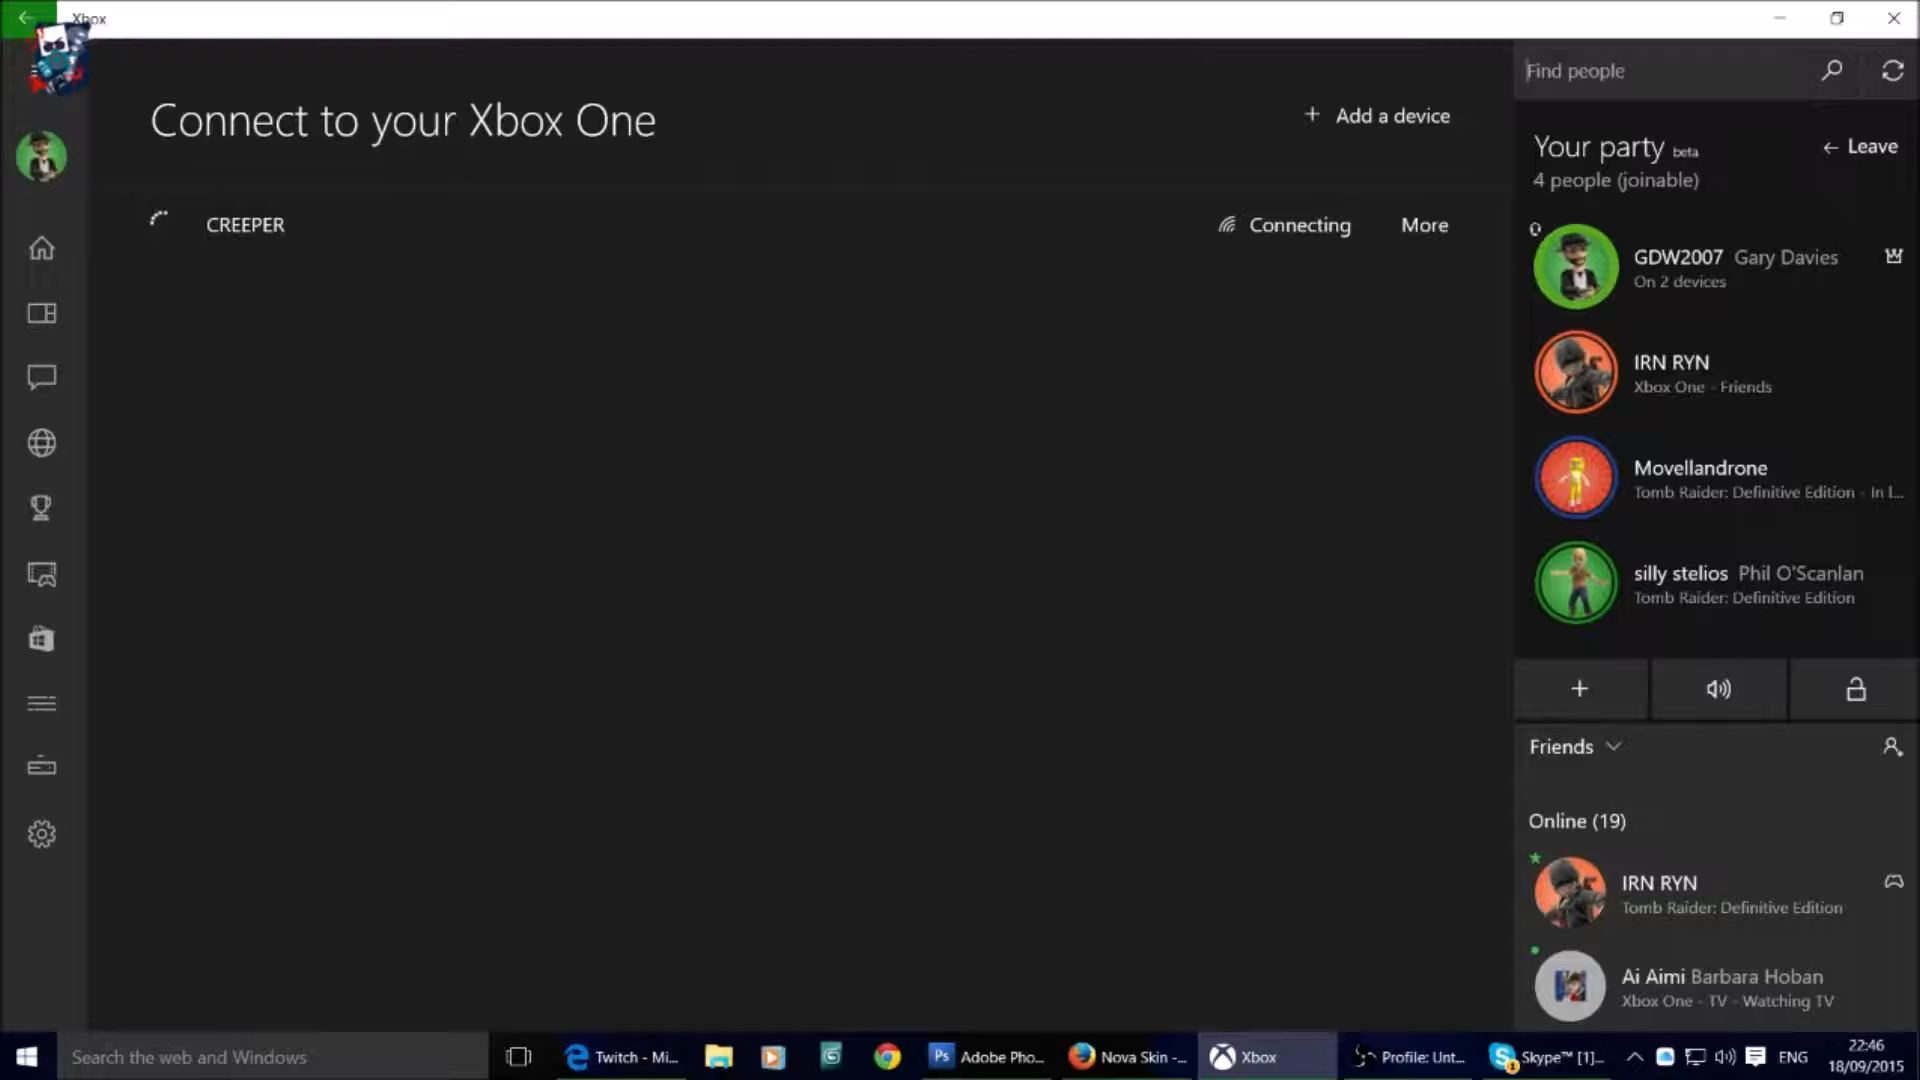 Xbox
Connect to your Xbox One
+ Add a device
CREEPER
Connecting
More
Find people
Your party beta
← Leave
4 people (joinable)
GDW2007 Gary Davies
On 2 devices
IRN RYN
Xbox One - Friends
Movellandrone
Tomb Raider: Definitive Edition - In l...
silly stelios Phil O'Scanlan
Tomb Raider: Definitive Edition
Friends
Online (19)
IRN RYN
Tomb Raider: Definitive Edition
Ai Aimi Barbara Hoban
Xbox One - TV - Watching TV
Search the web and Windows
Twitch - Mi...
Ps Adobe Pho...
Nova Skin -...
Xbox
Profile: Unt...
Skype™ [1]...
ENG
22:46
18/09/2015